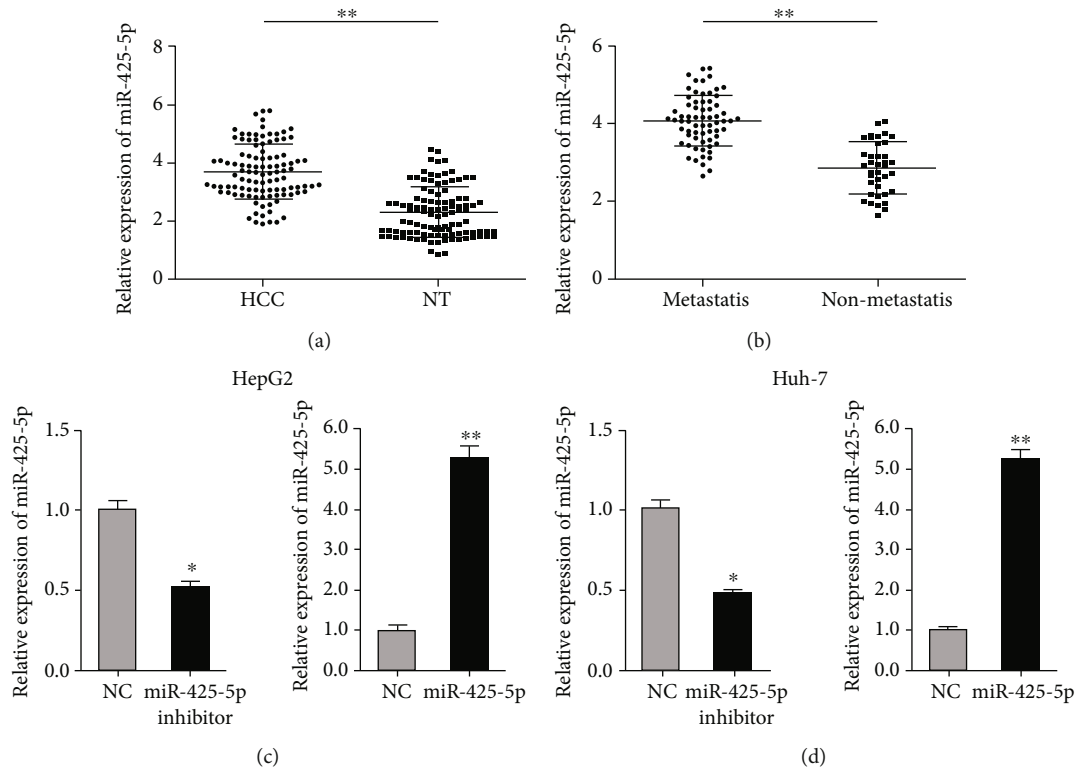 **
Relative expression of miR-425-5p
8
6
4
2
0
HCC
NT
(a)
**
Relative expression of miR-425-5p
6
4
2
0
Metastatis
Non-metastatis
(b)
HepG2
Relative expression of miR-425-5p
1.5
1.0
0.5
0.0
*
NC
miR-425-5p
inhibitor
Relative expression of miR-425-5p
6.0
5.0
4.0
3.0
2.0
1.0
0.0
**
NC
miR-425-5p
(c)
Huh-7
Relative expression of miR-425-5p
1.5
1.0
0.5
0.0
*
NC
miR-425-5p
inhibitor
Relative expression of miR-425-5p
6.0
5.0
4.0
3.0
2.0
1.0
0.0
**
NC
miR-425-5p
(d)